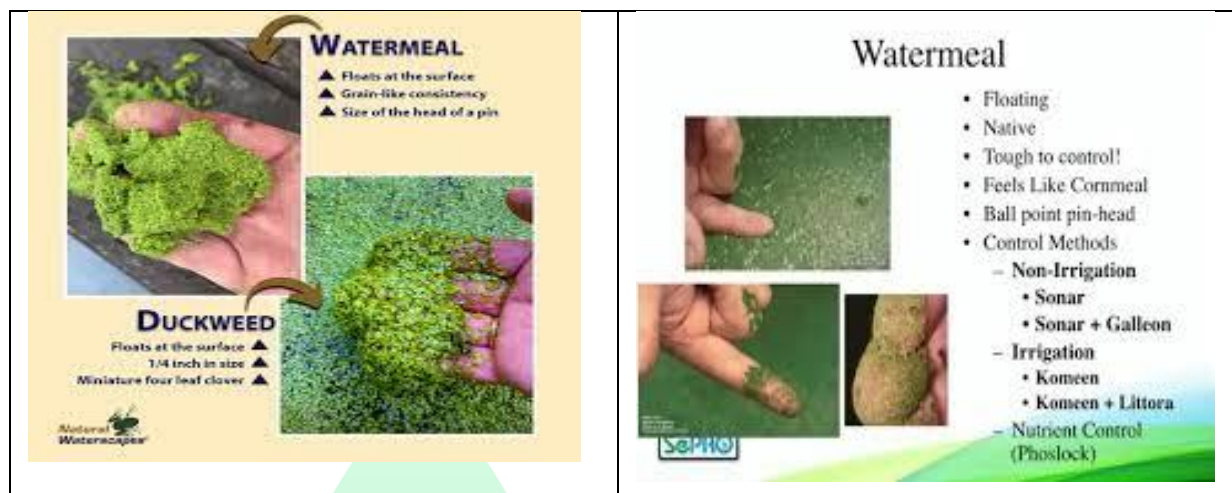 WATERMEAL
Floats at the surface
Grain-like consistency
Size of the head of a pin
DUCKWEED
Floats at the surface
1/4 inch in size
Miniature four leaf clover
Natural
Waterscapes
Watermeal
• Floating
• Native
• Tough to control!
• Feels Like Cornmeal
• Ball point pin-head
• Control Methods
– Non-Irrigation
• Sonar
• Sonar + Galleon
– Irrigation
• Komeen
• Komeen + Littora
– Nutrient Control
(Phoslock)
SePRO